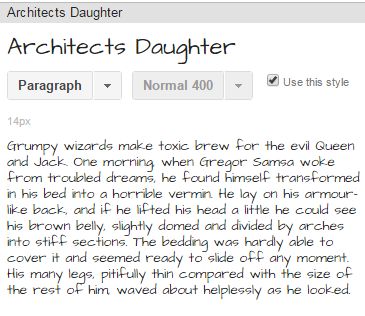 Architects Daughter
Architects Daughter
Paragraph
Normal 400
Use this style
14px
Grumpy wizards make toxic brew for the evil Queen
and Jack. One morning, when Gregor Samsa woke
from troubled dreams, he found himself transformed
in his bed into a horrible vermin. He lay on his armour-
like back, and if he lifted his head a little he could see
his brown belly, slightly domed and divided by arches
into stiff sections. The bedding was hardly able to
cover it and seemed ready to slide off any moment.
His many legs, pitifully thin compared with the size of
the rest of him, waved about helplessly as he looked.